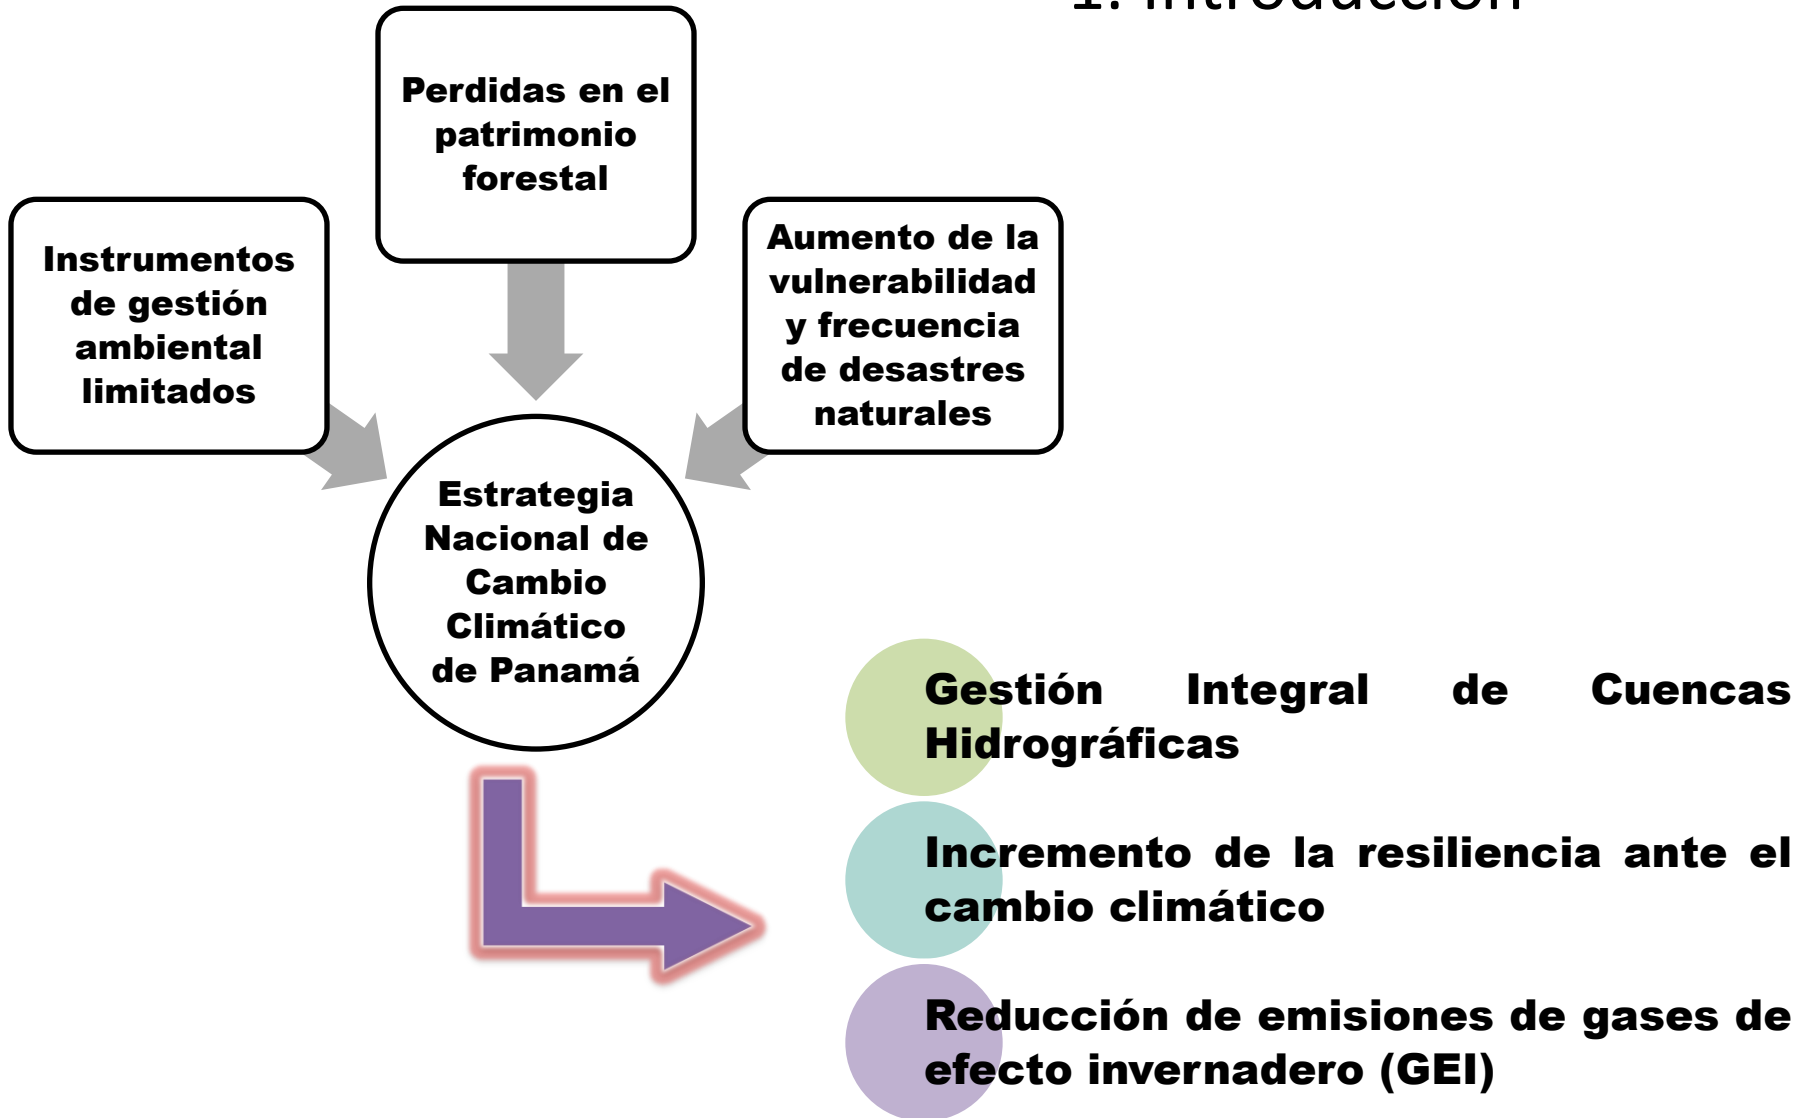 1. Introducción
Perdidas en el
patrimonio
forestal
Instrumentos
de gestión
ambiental
limitados
Aumento de la
vulnerabilidad
y frecuencia
de desastres
naturales
Estrategia
Nacional de
Cambio
Climático
de Panamá
Gestión Integral de Cuencas
Hidrográficas
Incremento de la resiliencia ante el
cambio climático
Reducción de emisiones de gases de
efecto invernadero (GEI)